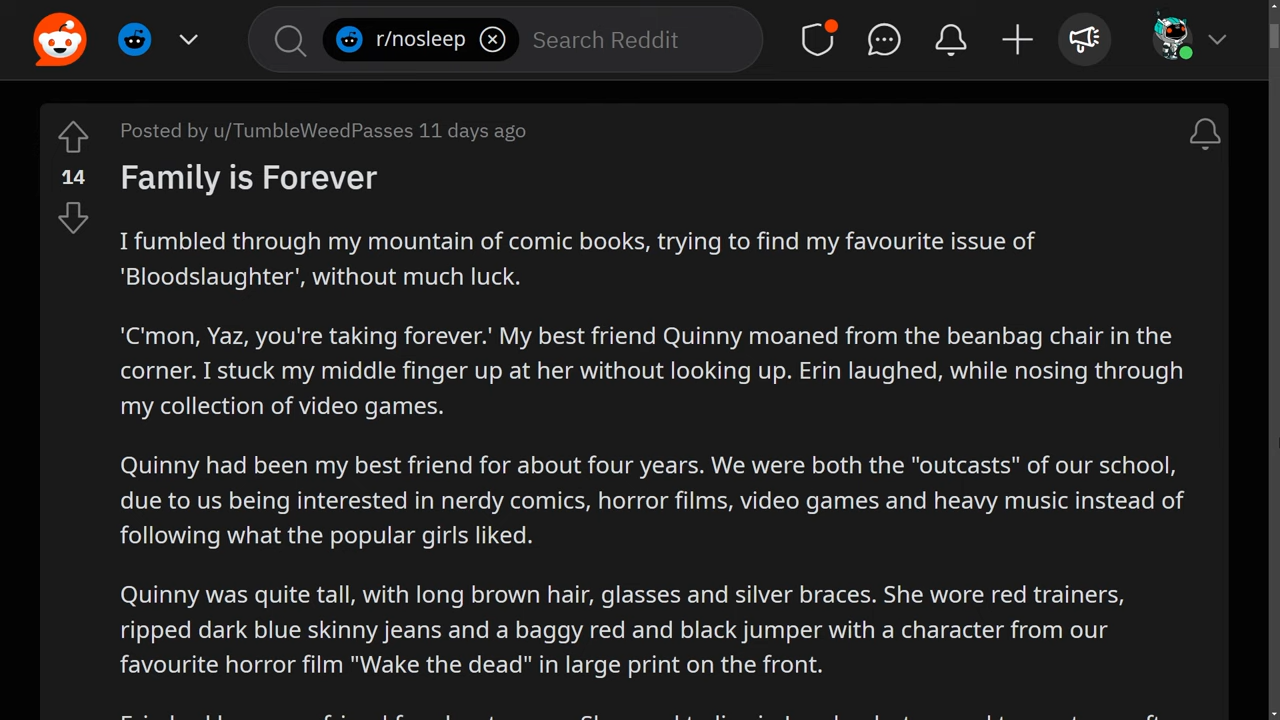 r/nosleep
Search Reddit
Posted by u/TumbleWeedPasses 11 days ago
14
Family is Forever
I fumbled through my mountain of comic books, trying to find my favourite issue of
'Bloodslaughter', without much luck.
'C'mon, Yaz, you're taking forever.' My best friend Quinny moaned from the beanbag chair in the
corner. I stuck my middle finger up at her without looking up. Erin laughed, while nosing through
my collection of video games.
Quinny had been my best friend for about four years. We were both the "outcasts" of our school,
due to us being interested in nerdy comics, horror films, video games and heavy music instead of
following what the popular girls liked.
Quinny was quite tall, with long brown hair, glasses and silver braces. She wore red trainers,
ripped dark blue skinny jeans and a baggy red and black jumper with a character from our
favourite horror film "Wake the dead" in large print on the front.